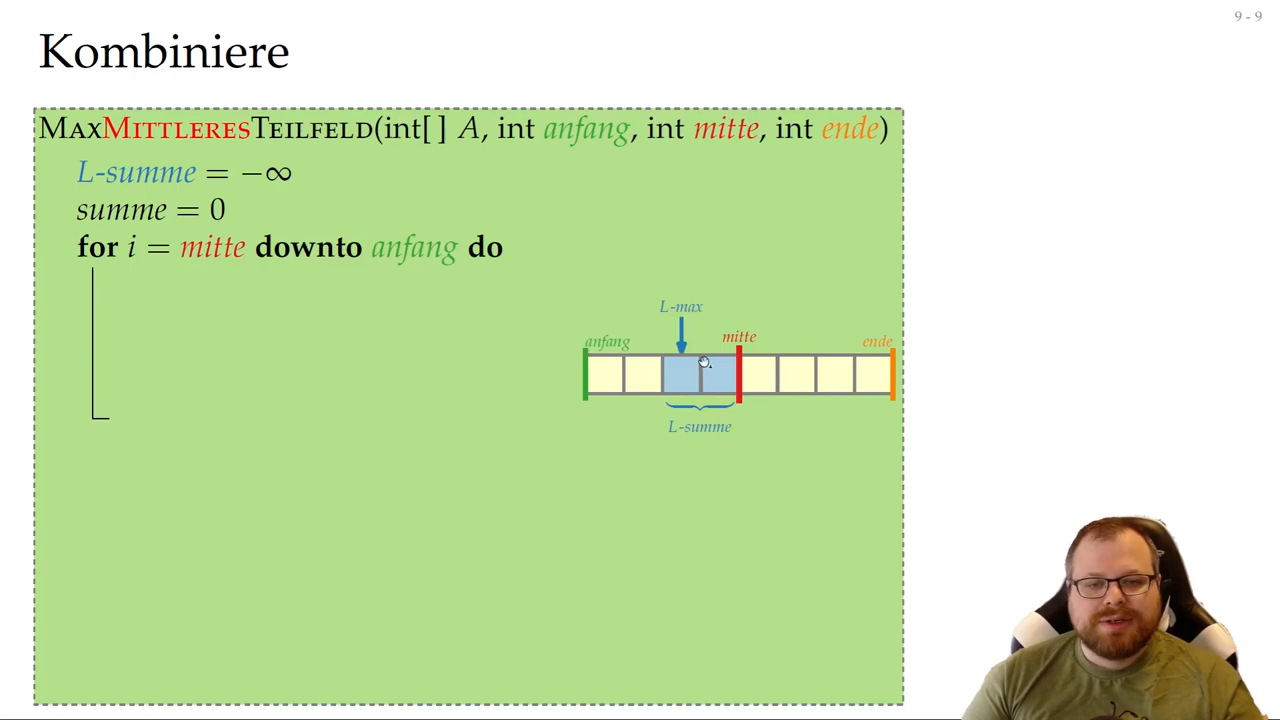 9 - 9
Kombiniere
MaxMittleresTeilfeld(int[ ] A, int anfang, int mitte, int ende)
L-summe = −∞
summe = 0
for i = mitte downto anfang do
L-max
anfang mitte ende
L-summe